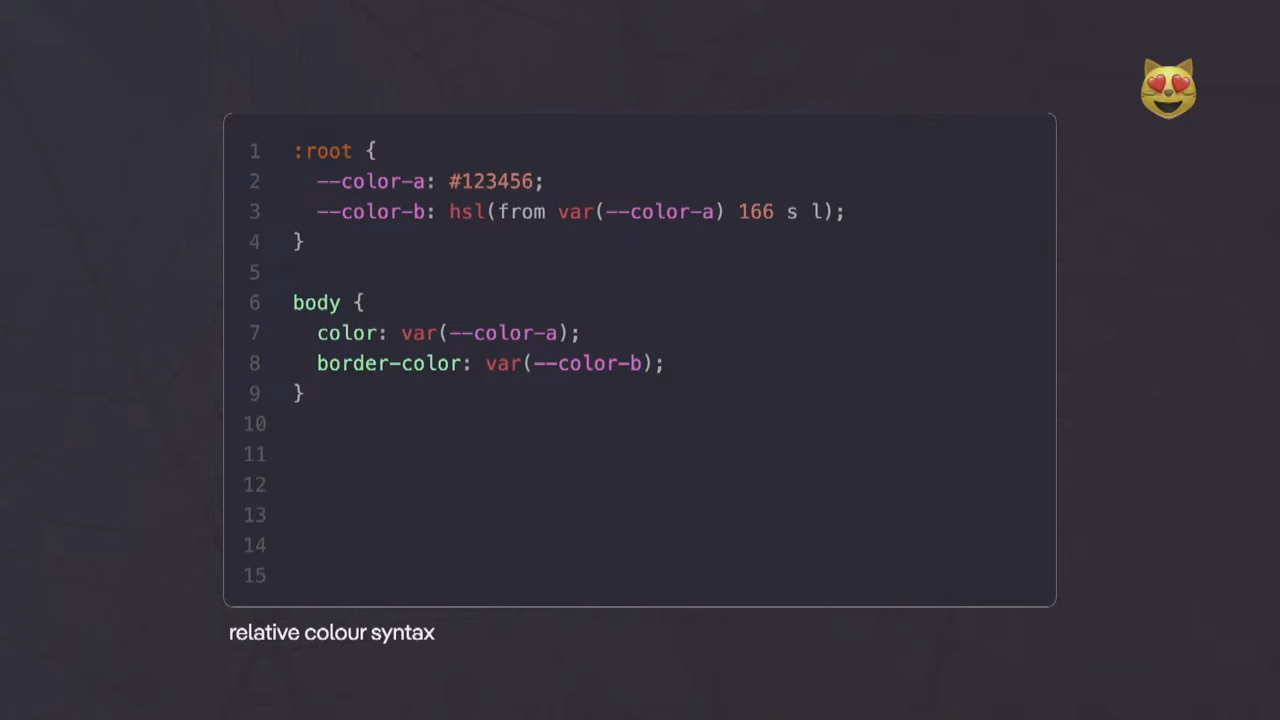 1 :root {
2 --color-a: #123456;
3 --color-b: hsl(from var(--color-a) 166 s l);
4 }
5
6 body {
7 color: var(--color-a);
8 border-color: var(--color-b);
9 }
10
11
12
13
14
15
relative colour syntax